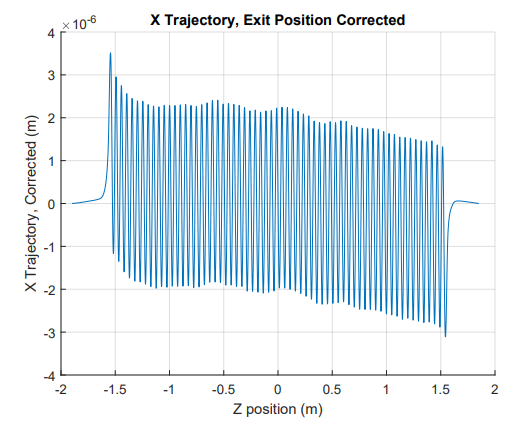 ×10-6
X Trajectory, Exit Position Corrected
4
3
2
1
0
-1
-2
-3
-4
X Trajectory, Corrected (m)
-2 -1.5 -1 -0.5 0 0.5 1 1.5 2
Z position (m)